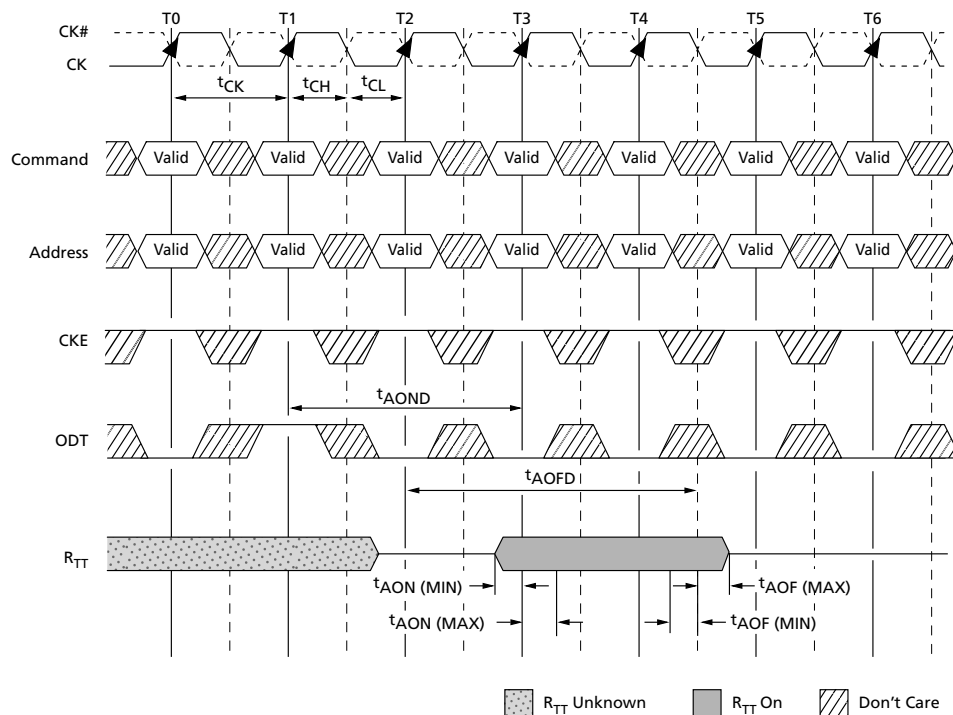 T0 T1 T2 T3 T4 T5 T6
CK#
CK
tCK tCH tCL
Command Valid Valid Valid Valid Valid Valid Valid
Address Valid Valid Valid Valid Valid Valid Valid
CKE
tAOND
ODT
tAOFD
RTT
tAON (MIN) tAOF (MAX)
tAON (MAX) tAOF (MIN)
RTT Unknown RTT On Don't Care